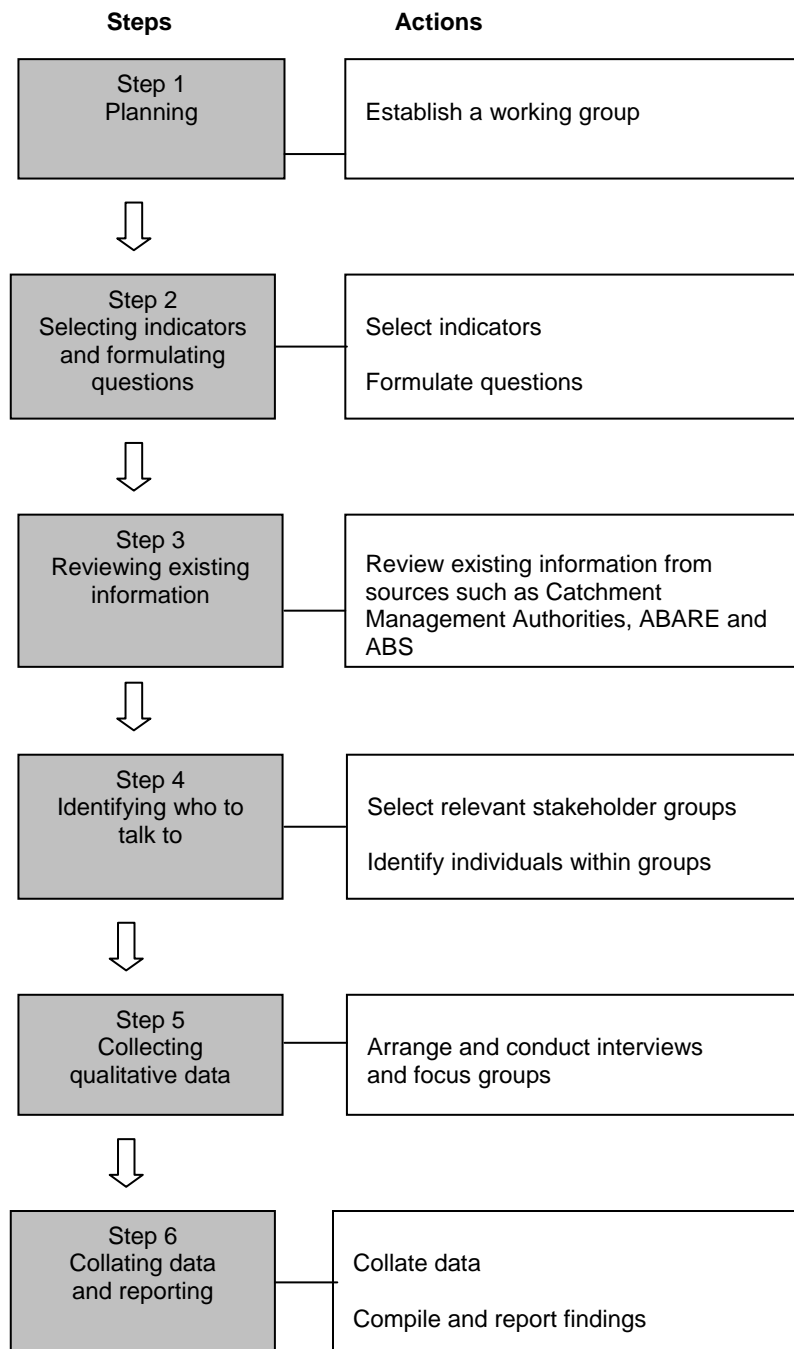 Steps
Actions
Step 1
Planning
Establish a working group
Step 2
Selecting indicators
and formulating
questions
Select indicators
Formulate questions
Step 3
Reviewing existing
information
Review existing information from
sources such as Catchment
Management Authorities, ABARE and
ABS
Step 4
Identifying who to
talk to
Select relevant stakeholder groups
Identify individuals within groups
Step 5
Collecting
qualitative data
Arrange and conduct interviews
and focus groups
Step 6
Collating data
and reporting
Collate data
Compile and report findings